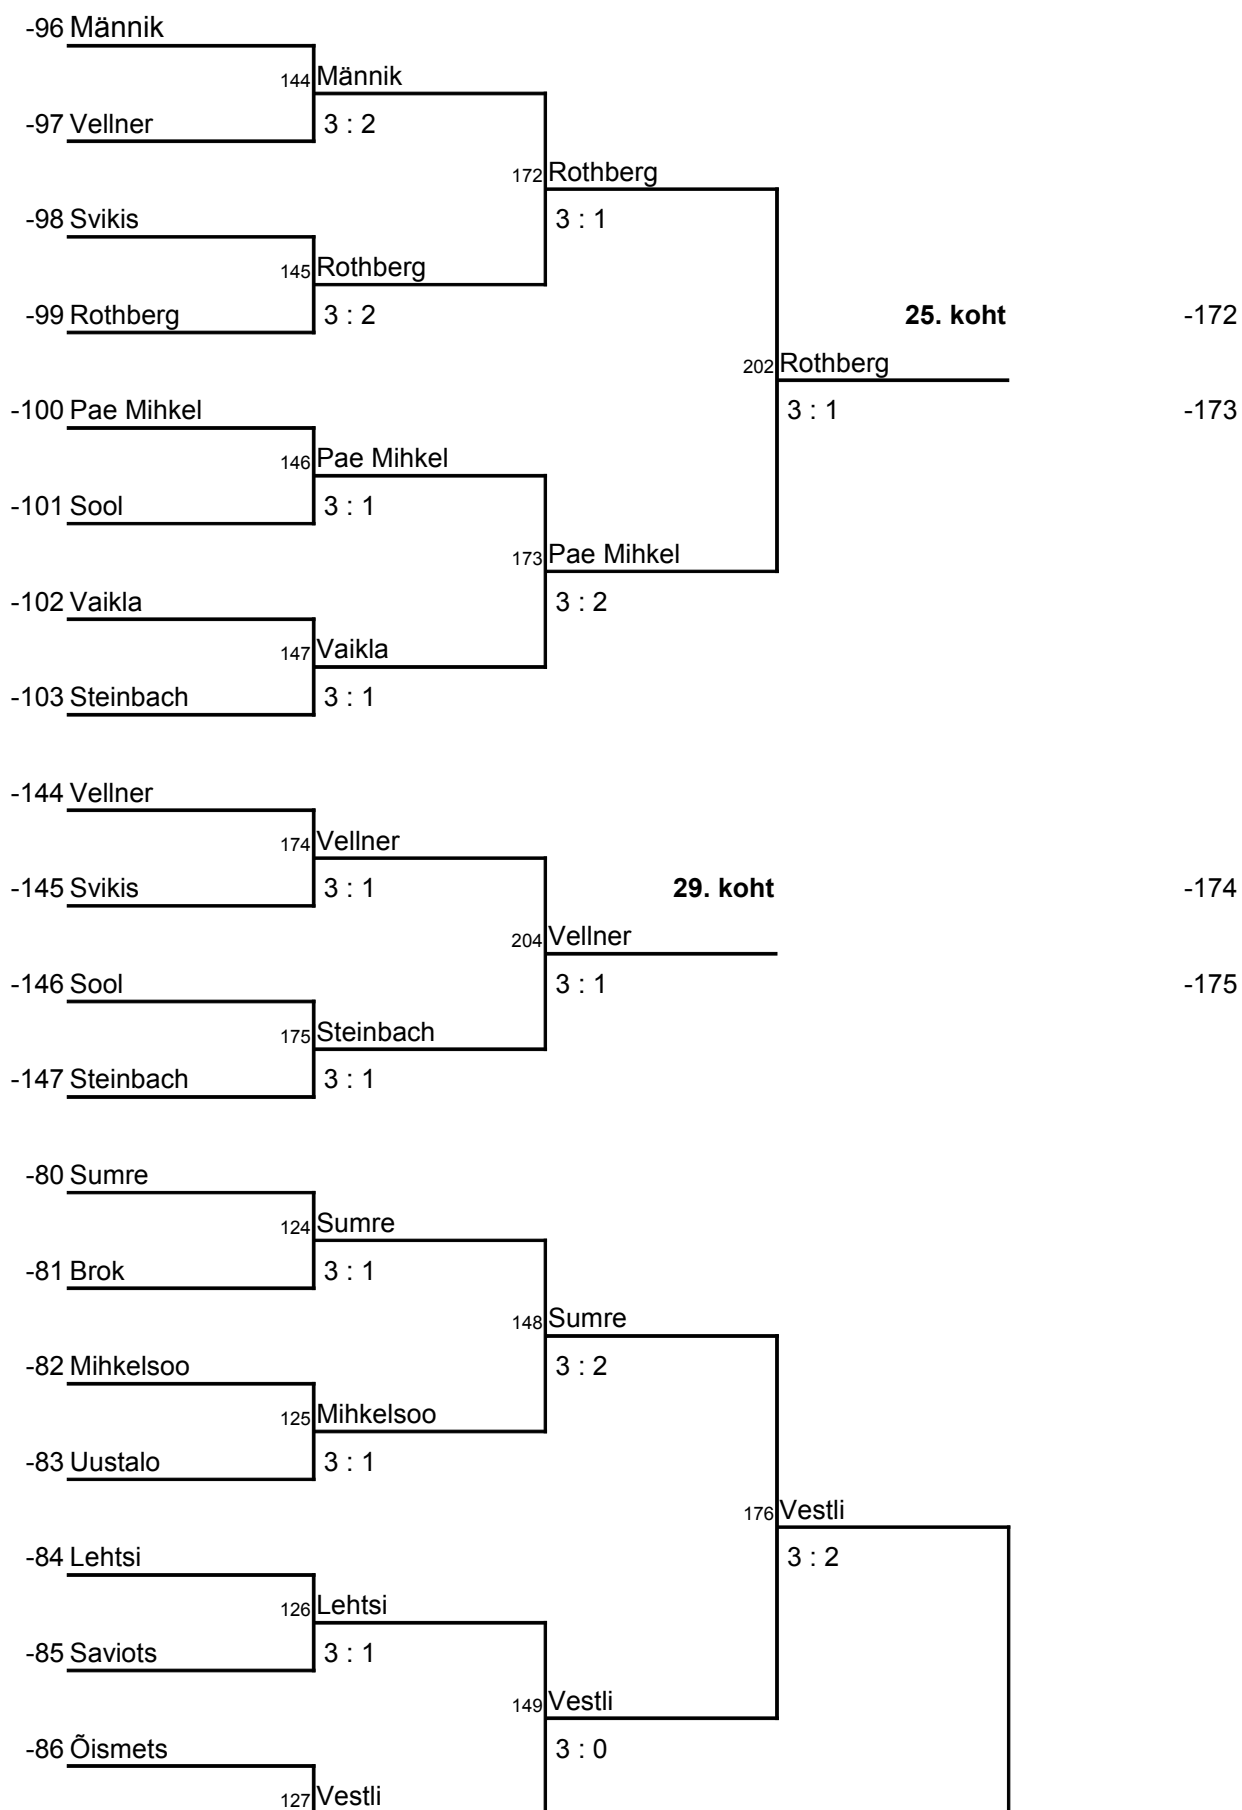 -96 Männik
144 Männik
-97 Vellner 3 : 2
172 Rothberg
-98 Svikis 3 : 1
145 Rothberg
-99 Rothberg 3 : 2 25. koht -172
202 Rothberg
-100 Pae Mihkel 3 : 1 -173
146 Pae Mihkel
-101 Sool 3 : 1
173 Pae Mihkel
-102 Vaikla 3 : 2
147 Vaikla
-103 Steinbach 3 : 1
-144 Vellner
174 Vellner
-145 Svikis 3 : 1 29. koht -174
204 Vellner
-146 Sool 3 : 1 -175
175 Steinbach
-147 Steinbach 3 : 1
-80 Sumre
124 Sumre
-81 Brok 3 : 1
148 Sumre
-82 Mihkelsoo 3 : 2
125 Mihkelsoo
-83 Uustalo 3 : 1
176 Vestli
-84 Lehtsi 3 : 2
126 Lehtsi
-85 Saviots 3 : 1
149 Vestli
-86 Õismets 3 : 0
127 Vestli